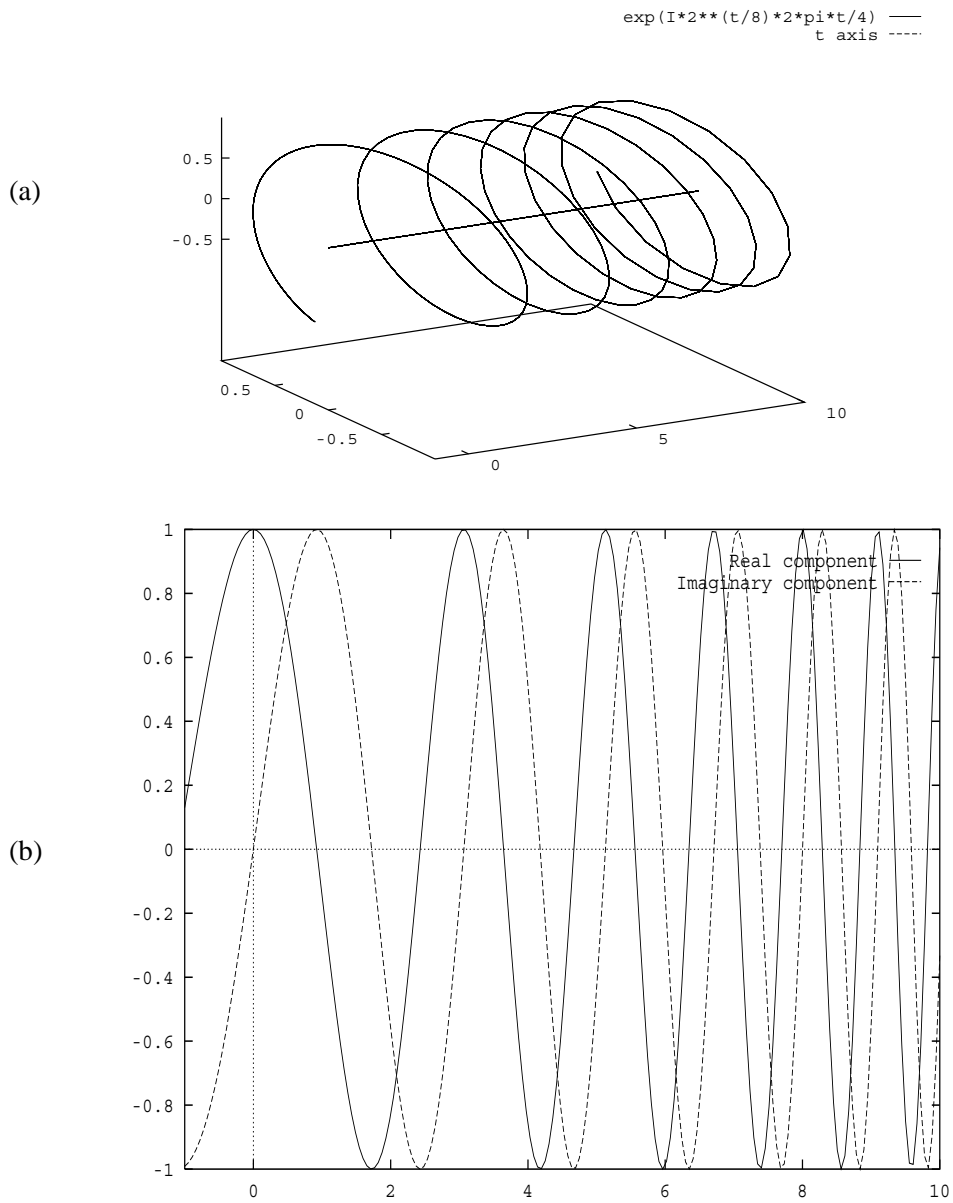 exp(I*2**(t/8)*2*pi*t/4)
t axis
(a)
0.5
0
-0.5
0.5
0
-0.5
0
5
10
(b)
Real component
Imaginary component
1
0.8
0.6
0.4
0.2
0
-0.2
-0.4
-0.6
-0.8
-1
0 2 4 6 8 10